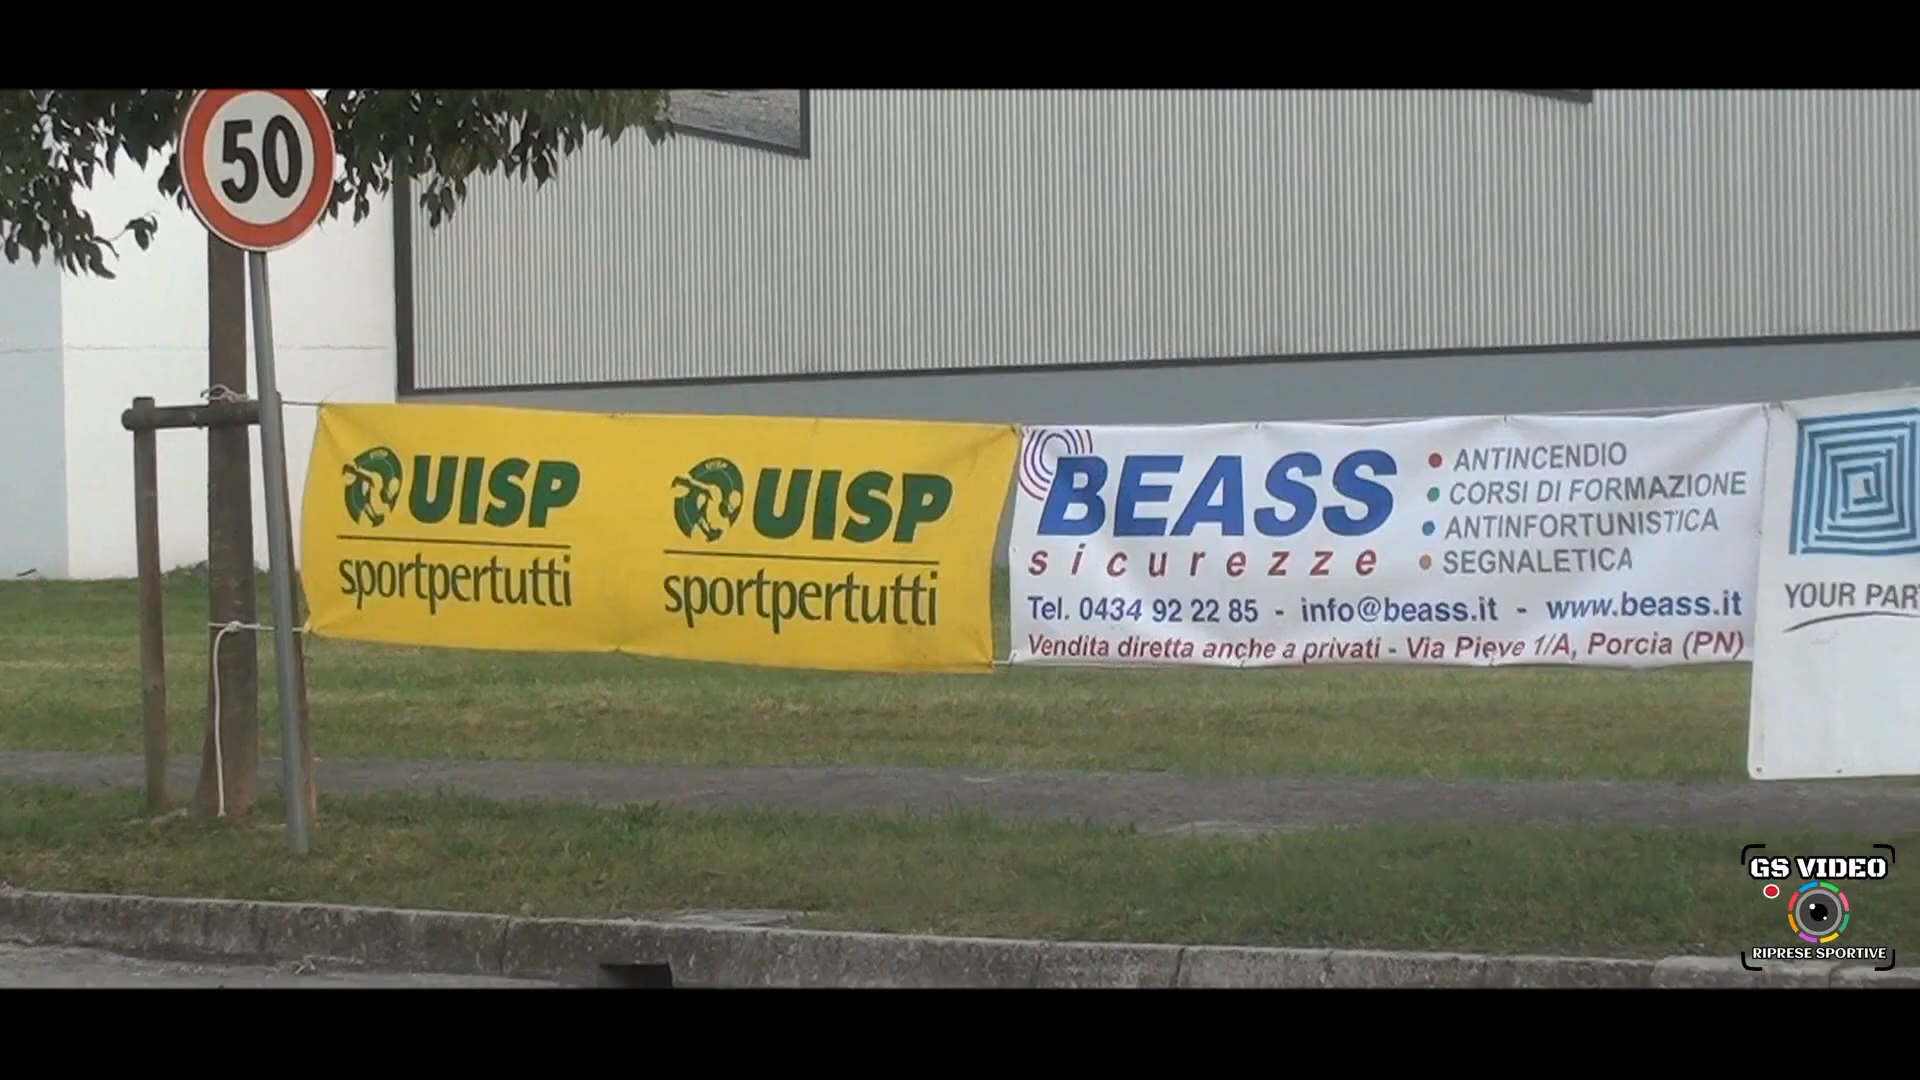 50
UISP
sportpertutti
UISP
sportpertutti
BEASS
sicurezze
• ANTINCENDIO
• CORSI DI FORMAZIONE
• ANTINFORTUNISTICA
• SEGNALETICA
Tel. 0434 92 22 85 - info@beass.it - www.beass.it
Vendita diretta anche a privati - Via Pieve 1/A, Porcia (PN)
YOUR
GS VIDEO
RIPRESE SPORTIVE